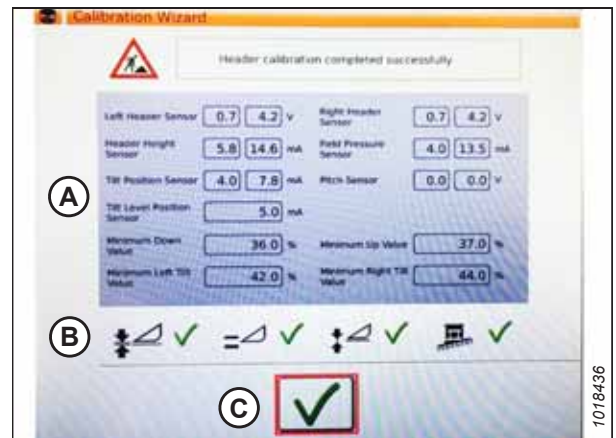 Calibration Wizard
Header calibration completed successfully
Left Header Sensor 0.7 4.2 v Right Header Sensor 0.7 4.2 v
Header Height Sensor 5.8 14.6 mA Field Pressure Sensor 4.0 13.5 mA
Tilt Position Sensor 4.0 7.8 mA Pitch Sensor 0.0 0.0 v
A
Tilt Level Position Sensor 5.0 mA
Minimum Down Value 36.0 % Minimum Up Value 37.0 %
Minimum Left Tilt Value 42.0 % Minimum Right Tilt Value 44.0 %
B
C
1018436